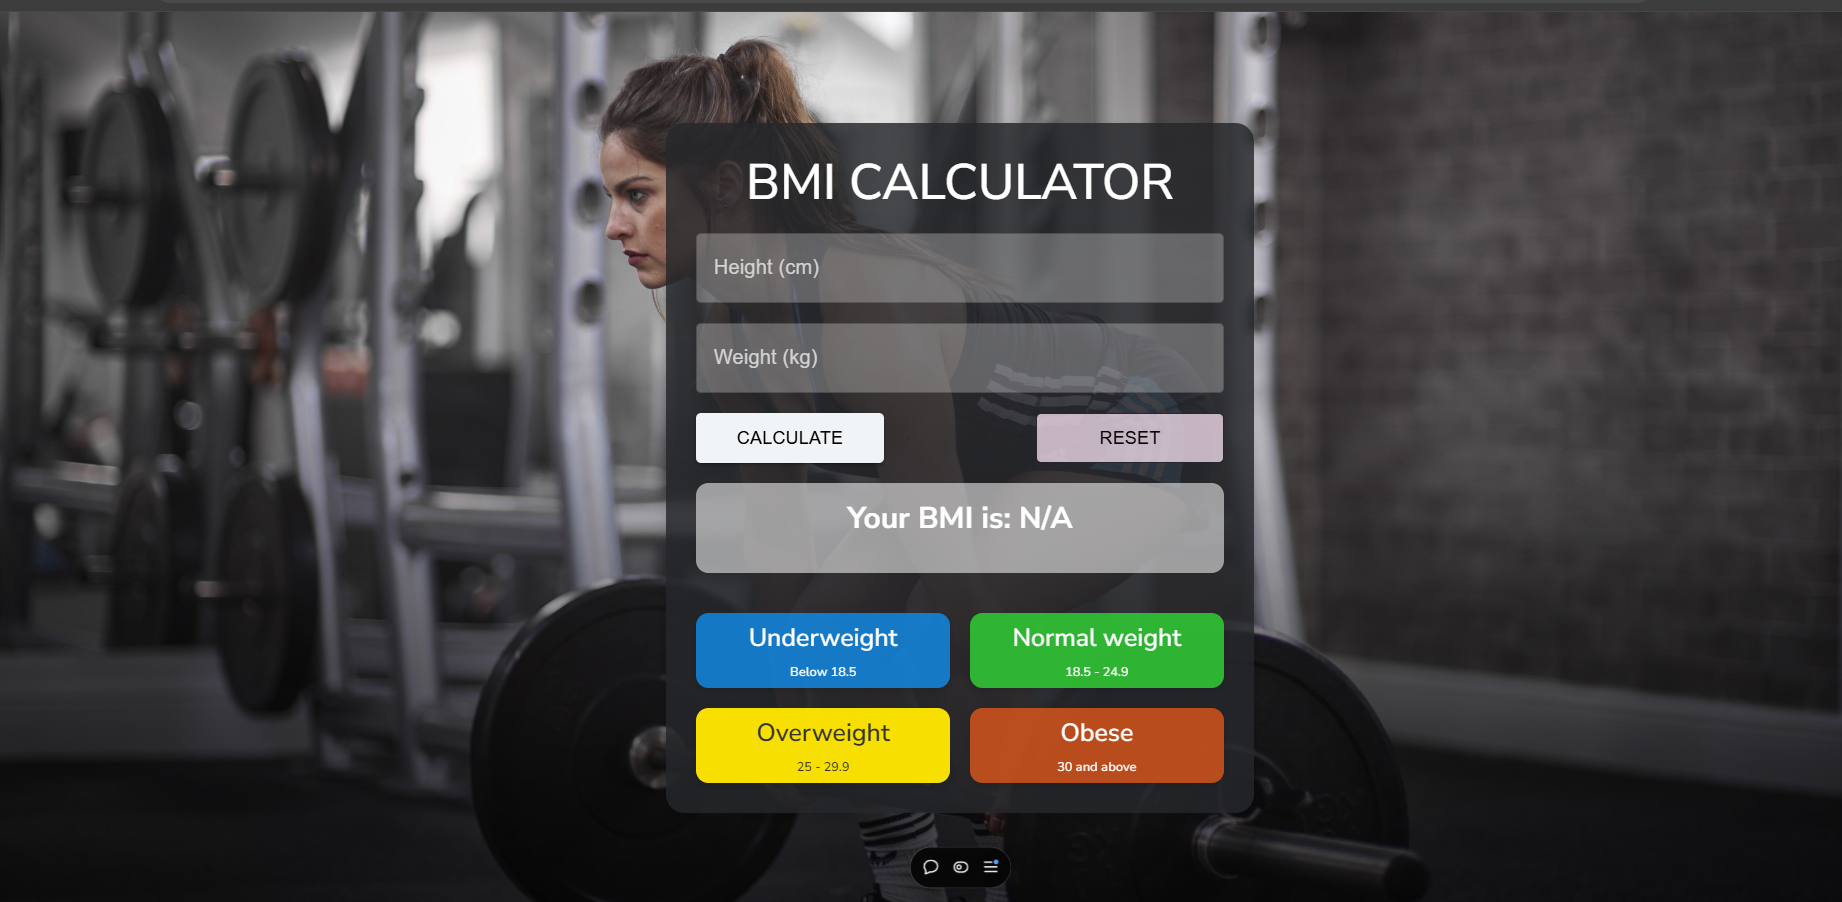 BMI CALCULATOR
Height (cm)
Weight (kg)
CALCULATE
RESET
Your BMI is: N/A
Underweight
Below 18.5
Normal weight
18.5 - 24.9
Overweight
25 - 29.9
Obese
30 and above